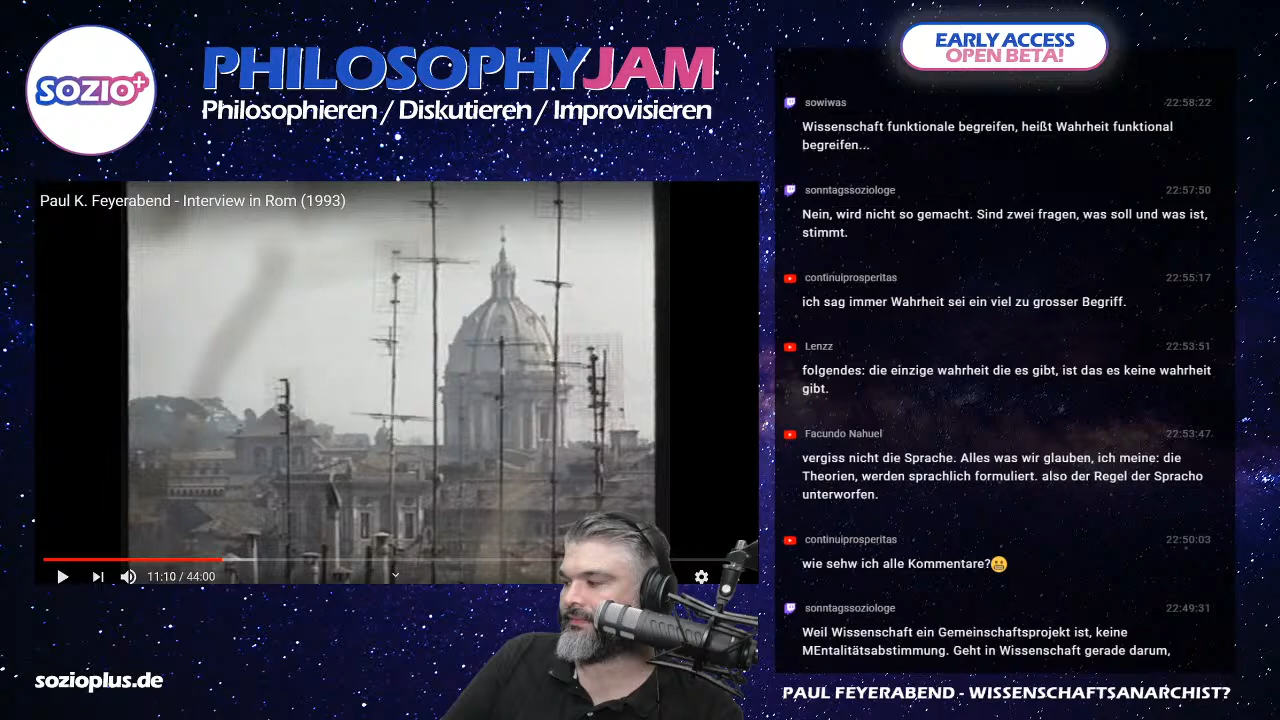 SOZIO+
PHILOSOPHYJAM
Philosophieren / Diskutieren / Improvisieren
EARLY ACCESS
OPEN BETA!
Paul K. Feyerabend - Interview in Rom (1993)
11:10 / 44:00
sowiwas 22:58:22
Wissenschaft funktionale begreifen, heißt Wahrheit funktional
begreifen...
sonntagssoziologe 22:57:50
Nein, wird nicht so gemacht. Sind zwei fragen, was soll und was ist,
stimmt.
continuiprosperitas 22:55:17
ich sag immer Wahrheit sei ein viel zu grosser Begriff.
Lenzz 22:53:51
folgendes: die einzige wahrheit die es gibt, ist das es keine wahrheit
gibt.
Facundo Nahuel 22:53:47
vergiss nicht die Sprache. Alles was wir glauben, ich meine: die
Theorien, werden sprachlich formuliert. also der Regel der Spracho
unterworfen.
continuiprosperitas 22:50:03
wie sehw ich alle Kommentare?😬
sonntagssoziologe 22:49:31
Weil Wissenschaft ein Gemeinschaftsprojekt ist, keine
MEntalitätsabstimmung. Geht in Wissenschaft gerade darum,
sozioplus.de
PAUL FEYERABEND - WISSENSCHAFTSANARCHIST?